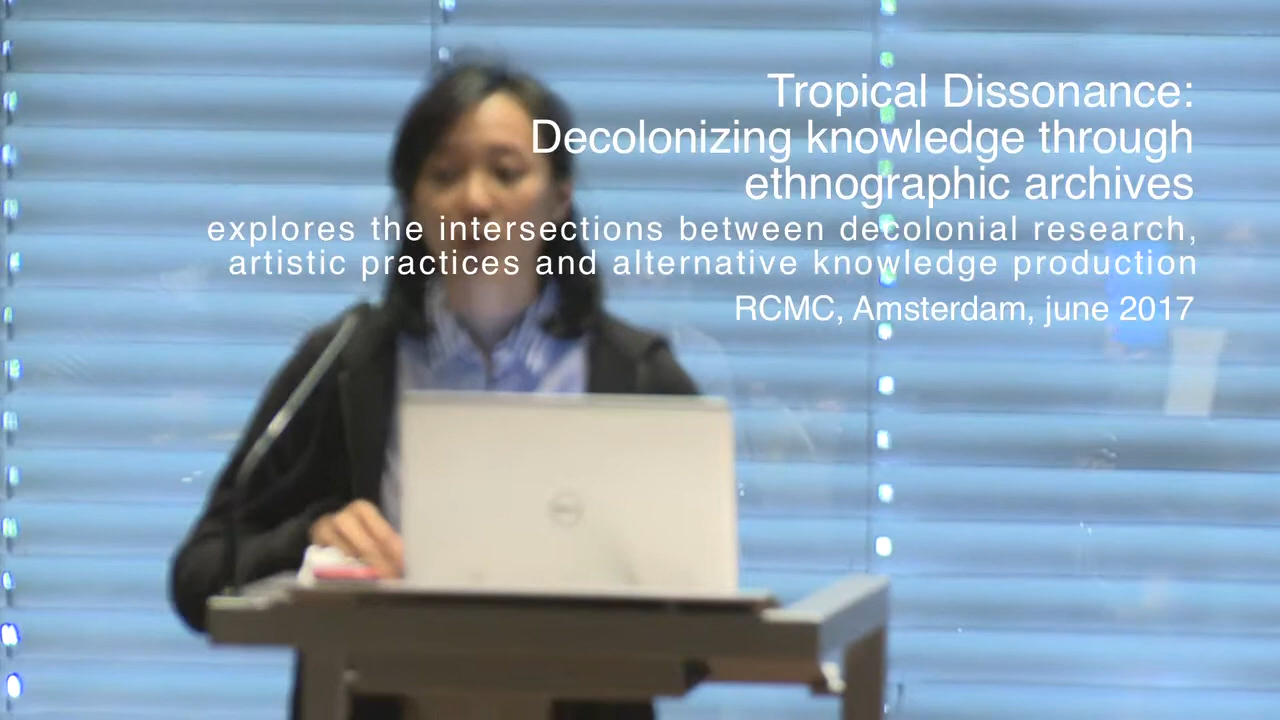 Tropical Dissonance:
Decolonizing knowledge through
ethnographic archives
explores the intersections between decolonial research,
artistic practices and alternative knowledge production
RCMC, Amsterdam, june 2017